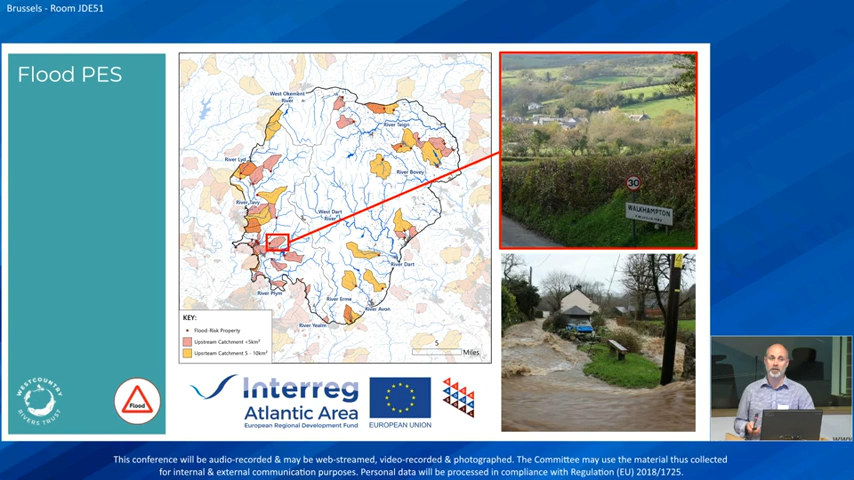 Brussels - Room JDE51
Flood PES
West Okement
River
River Teign
River Lyd
River Bovey
River Tavy
West Dart
River
River Dart
River Plym
River Erme
River Avon
River Yealm
KEY:
Flood-Risk Property
Upstream Catchment <5km²
Upstream Catchment 5 - 10km²
5
Miles
30
WALKHAMPTON
WESTCOUNTRY
RIVERS TRUST
Flood
Interreg
Atlantic Area
European Regional Development Fund
EUROPEAN UNION
This conference will be audio-recorded & may be web-streamed, video-recorded & photographed. The Committee may use the material thus collected
for internal & external communication purposes. Personal data will be processed in compliance with Regulation (EU) 2018/1725.